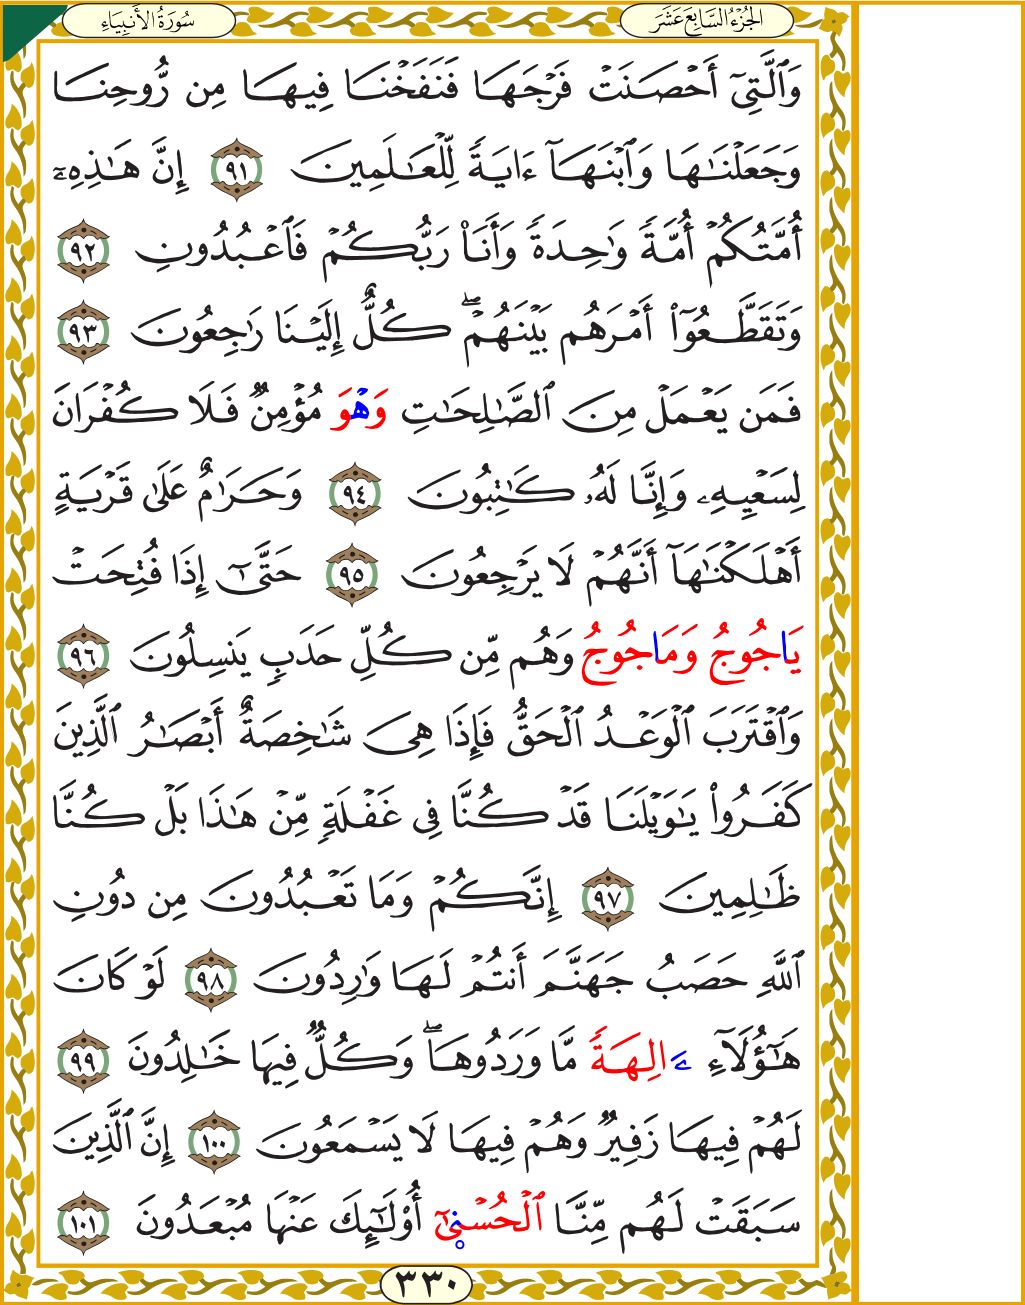 الجُزْءُ السَّابِعَ عَشَرَ
سُورَةُ الأَنبِيَاءِ
وَٱلَّتِىٓ أَحْصَنَتْ فَرْجَهَا فَنَفَخْنَا فِيهَا مِن رُّوحِنَا
وَجَعَلْنَٰهَا وَٱبْنَهَآ ءَايَةً لِّلْعَٰلَمِينَ ٩١ إِنَّ هَٰذِهِۦٓ
أُمَّتُكُمْ أُمَّةً وَٰحِدَةً وَأَنَا۠ رَبُّكُمْ فَٱعْبُدُونِ ٩٢
وَتَقَطَّعُوٓا۟ أَمْرَهُم بَيْنَهُمْ ۖ كُلٌّ إِلَيْنَا رَٰجِعُونَ ٩٣
فَمَن يَعْمَلْ مِنَ ٱلصَّٰلِحَٰتِ وَهْوَ مُؤْمِنٌ فَلَا كُفْرَانَ
لِسَعْيِهِۦ وَإِنَّا لَهُۥ كَٰتِبُونَ ٩٤ وَحَرَٰمٌ عَلَىٰ قَرْيَةٍ
أَهْلَكْنَٰهَآ أَنَّهُمْ لَا يَرْجِعُونَ ٩٥ حَتَّىٰٓ إِذَا فُتِحَتْ
يَاجُوجُ وَمَاجُوجُ وَهُم مِّن كُلِّ حَدَبٍ يَنسِلُونَ ٩٦
وَٱقْتَرَبَ ٱلْوَعْدُ ٱلْحَقُّ فَإِذَا هِىَ شَٰخِصَةٌ أَبْصَٰرُ ٱلَّذِينَ
كَفَرُوا۟ يَٰوَيْلَنَا قَدْ كُنَّا فِى غَفْلَةٍ مِّنْ هَٰذَا بَلْ كُنَّا
ظَٰلِمِينَ ٩٧ إِنَّكُمْ وَمَا تَعْبُدُونَ مِن دُونِ
ٱللَّهِ حَصَبُ جَهَنَّمَ أَنتُمْ لَهَا وَٰرِدُونَ ٩٨ لَوْ كَانَ
هَٰٓؤُلَآءِ ءَالِهَةً مَّا وَرَدُوهَا ۖ وَكُلٌّ فِيهَا خَٰلِدُونَ ٩٩
لَهُمْ فِيهَا زَفِيرٌ وَهُمْ فِيهَا لَا يَسْمَعُونَ ١٠٠ إِنَّ ٱلَّذِينَ
سَبَقَتْ لَهُم مِّنَّا ٱلْحُسْنىٰٓ أُو۟لَٰٓئِكَ عَنْهَا مُبْعَدُونَ ١٠١
٣٣٠